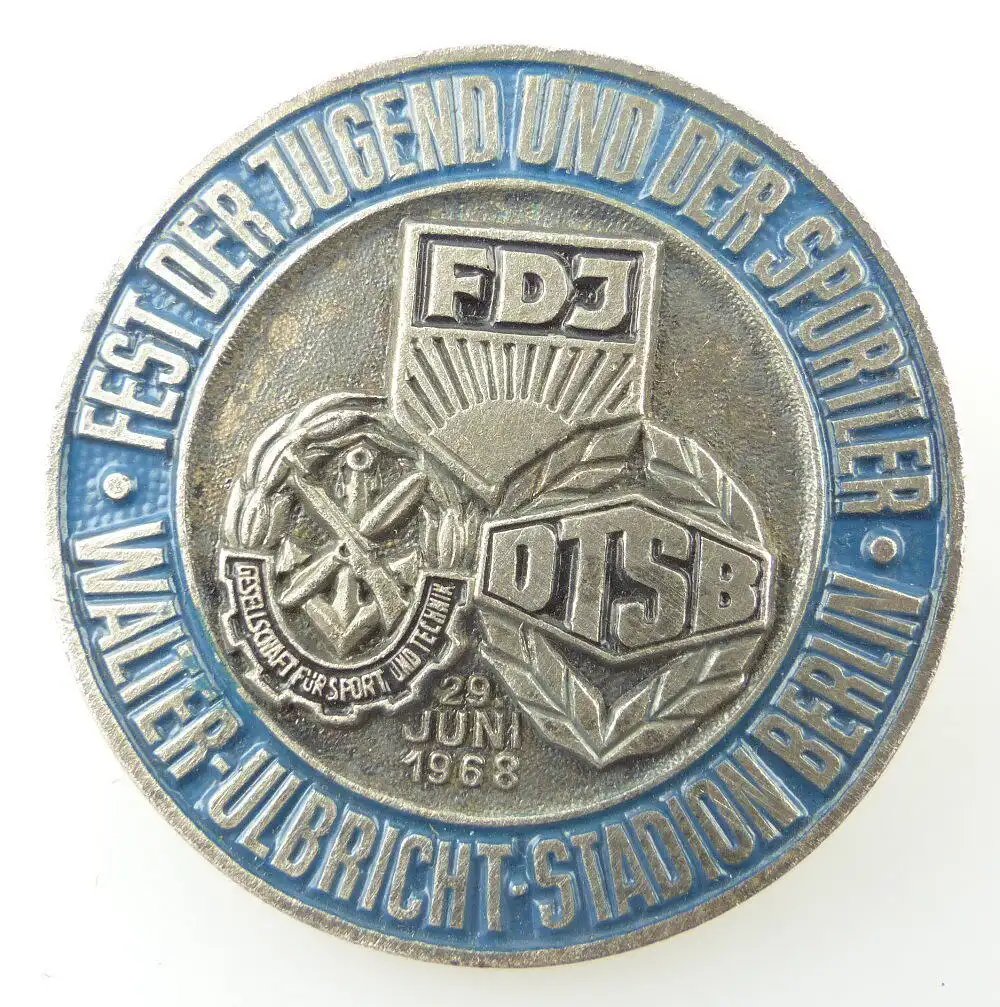 FEST DER JUGEND UND DER SPORTLER
FDJ
DTSB
GESELLSCHAFT FÜR SPORT UND TECHNIK
29.
JUNI
1968
WALTER-ULBRICHT-STADION BERLIN